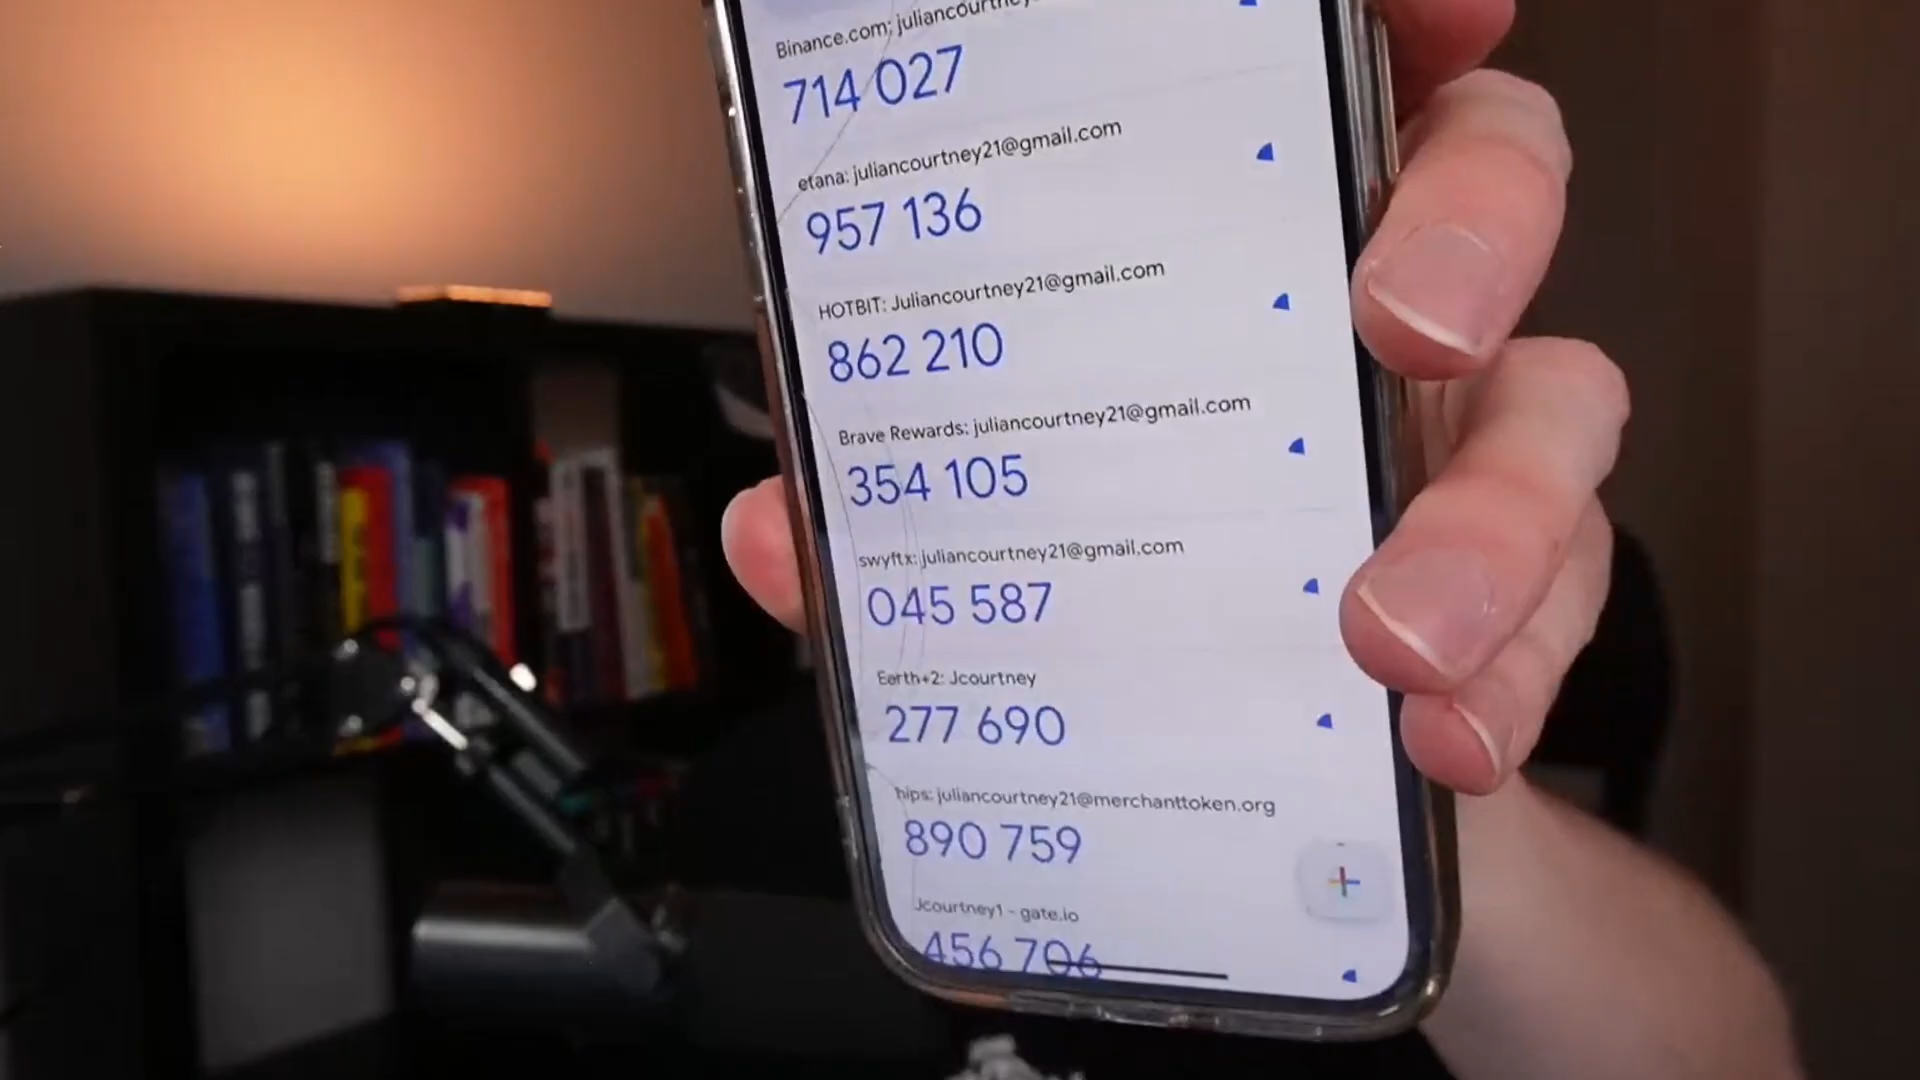 Binance.com: juliancourtney
714 027
etana: juliancourtney21@gmail.com
957 136
HOTBIT: Juliancourtney21@gmail.com
862 210
Brave Rewards: juliancourtney21@gmail.com
354 105
swyftx: juliancourtney21@gmail.com
045 587
Eerth+2: Jcourtney
277 690
hips: juliancourtney21@merchanttoken.org
890 759
Jcourtney1 - gate.io
456 706